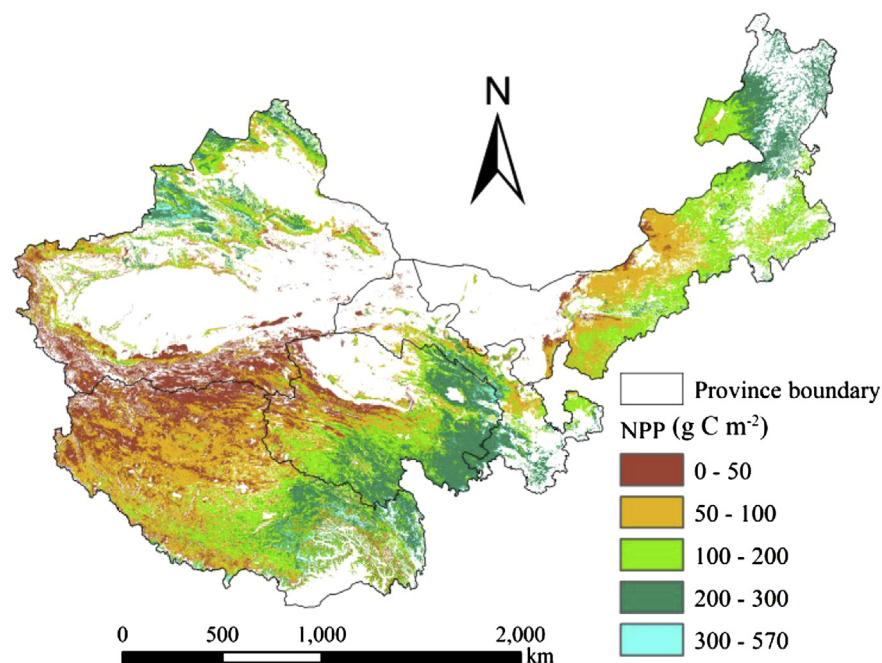 N
Province boundary
NPP (g C m-2)
0 - 50
50 - 100
100 - 200
200 - 300
300 - 570
0 500 1,000 2,000
km